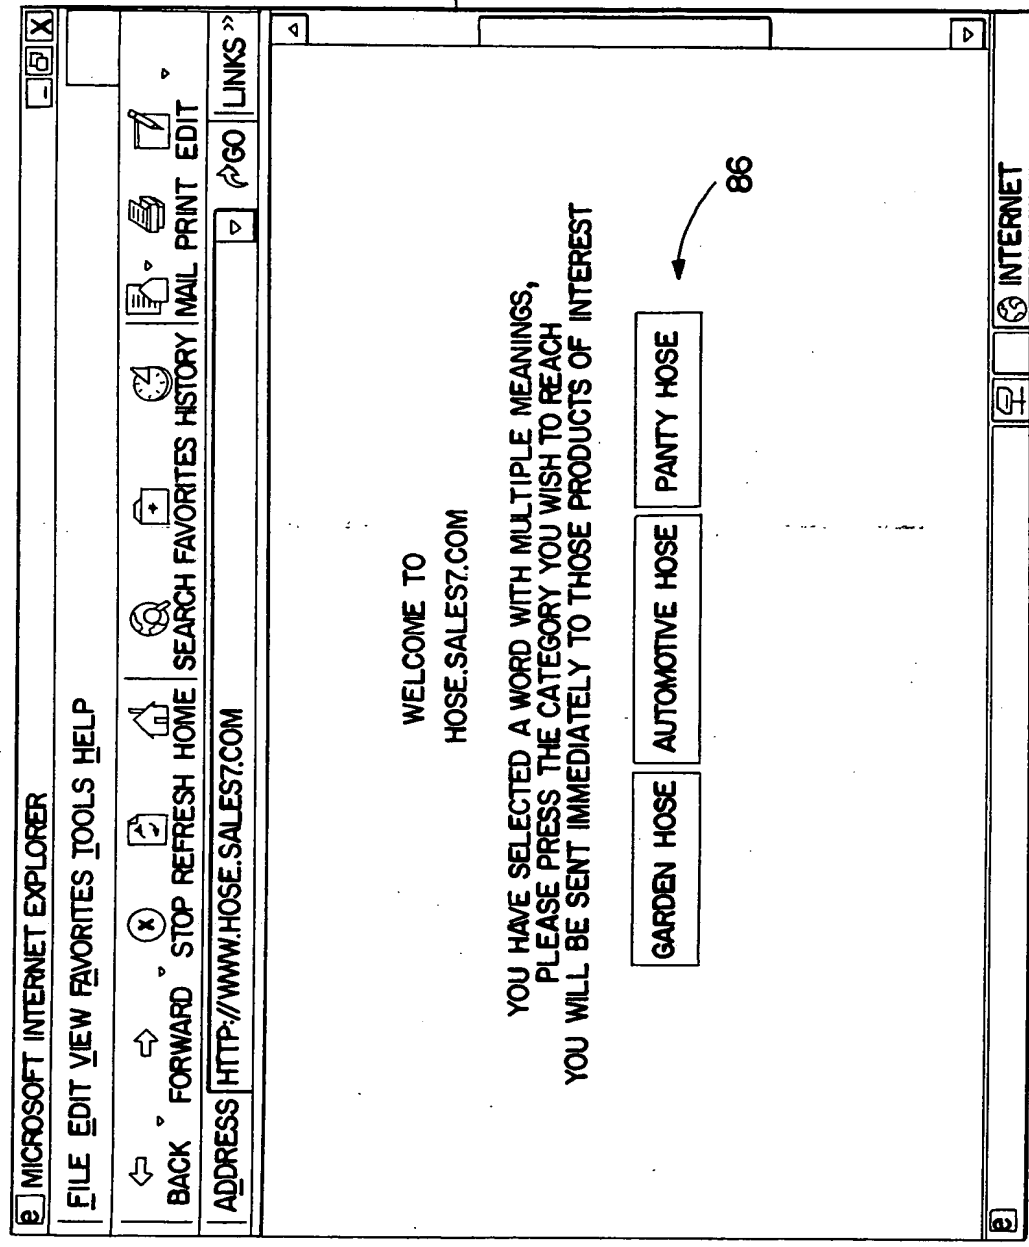 e MICROSOFT INTERNET EXPLORER
FILE EDIT VIEW FAVORITES TOOLS HELP
BACK FORWARD STOP REFRESH HOME SEARCH FAVORITES HISTORY MAIL PRINT EDIT
ADDRESS HTTP://WWW.HOSE.SALES7.COM GO LINKS »
WELCOME TO
HOSE.SALES7.COM
YOU HAVE SELECTED A WORD WITH MULTIPLE MEANINGS,
PLEASE PRESS THE CATEGORY YOU WISH TO REACH
YOU WILL BE SENT IMMEDIATELY TO THOSE PRODUCTS OF INTEREST
86
GARDEN HOSE AUTOMOTIVE HOSE PANTY HOSE
e INTERNET